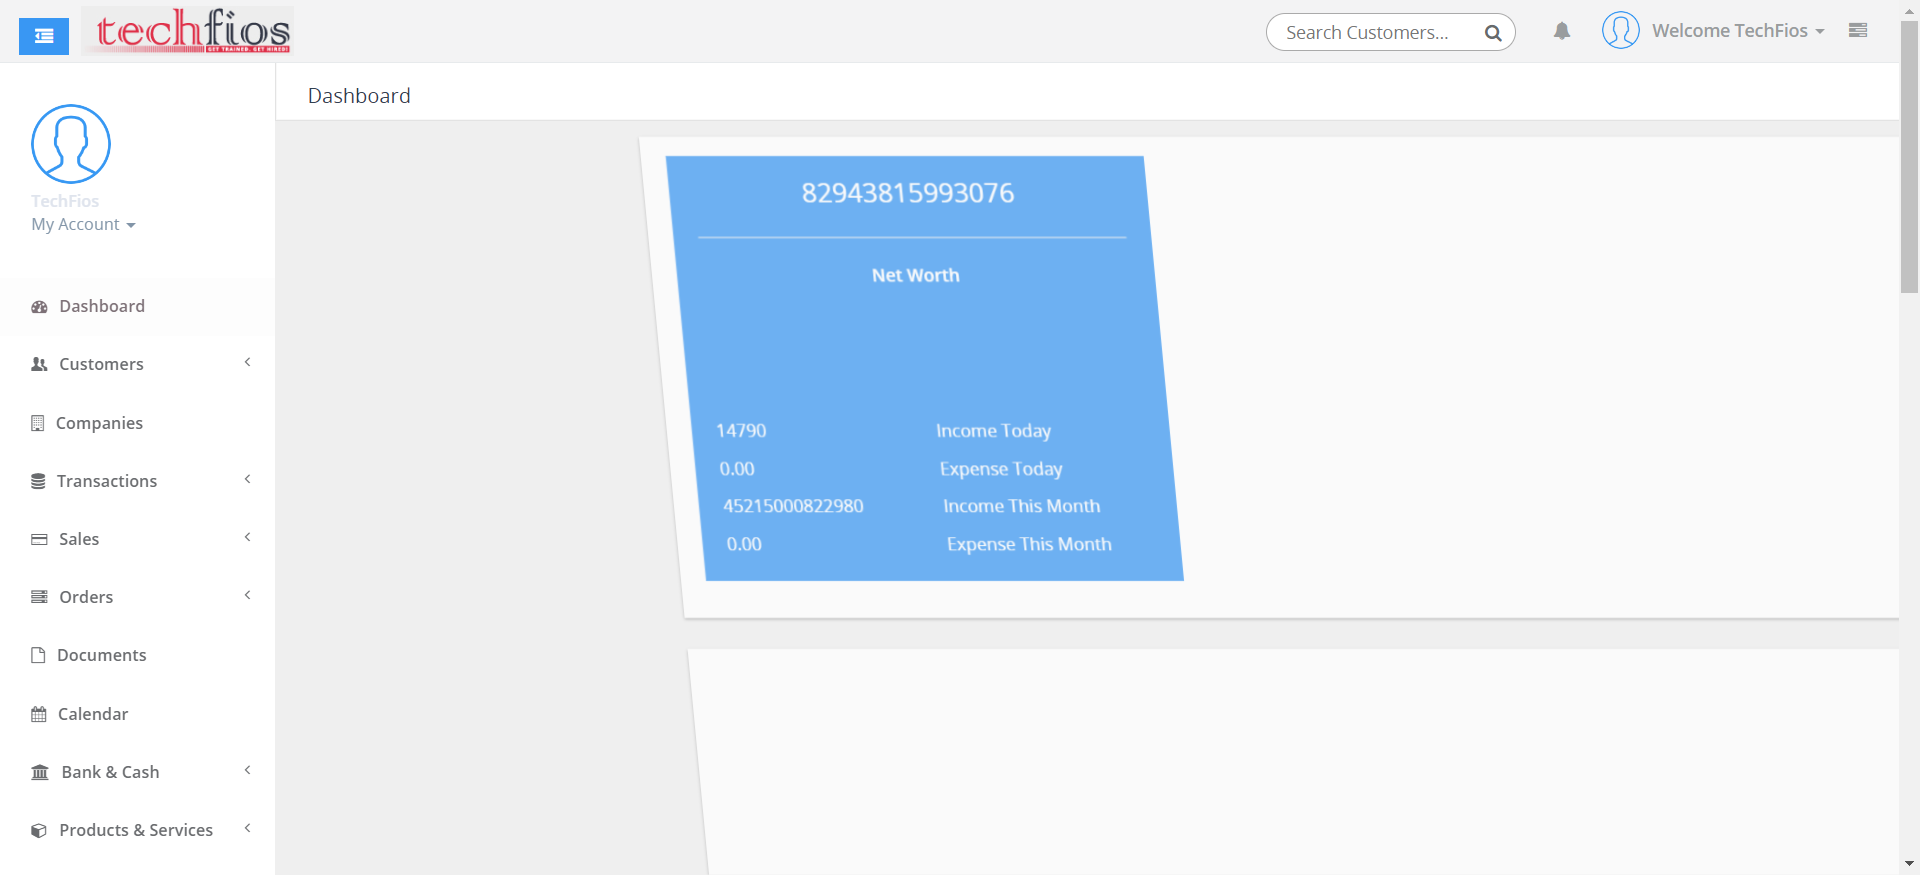 techfios
GET TRAINED. GET HIRED!
Search Customers...
Welcome TechFios
TechFios
My Account
Dashboard
Customers
Companies
Transactions
Sales
Orders
Documents
Calendar
Bank & Cash
Products & Services
Dashboard
82943815993076
Net Worth
14790 Income Today
0.00 Expense Today
45215000822980 Income This Month
0.00 Expense This Month